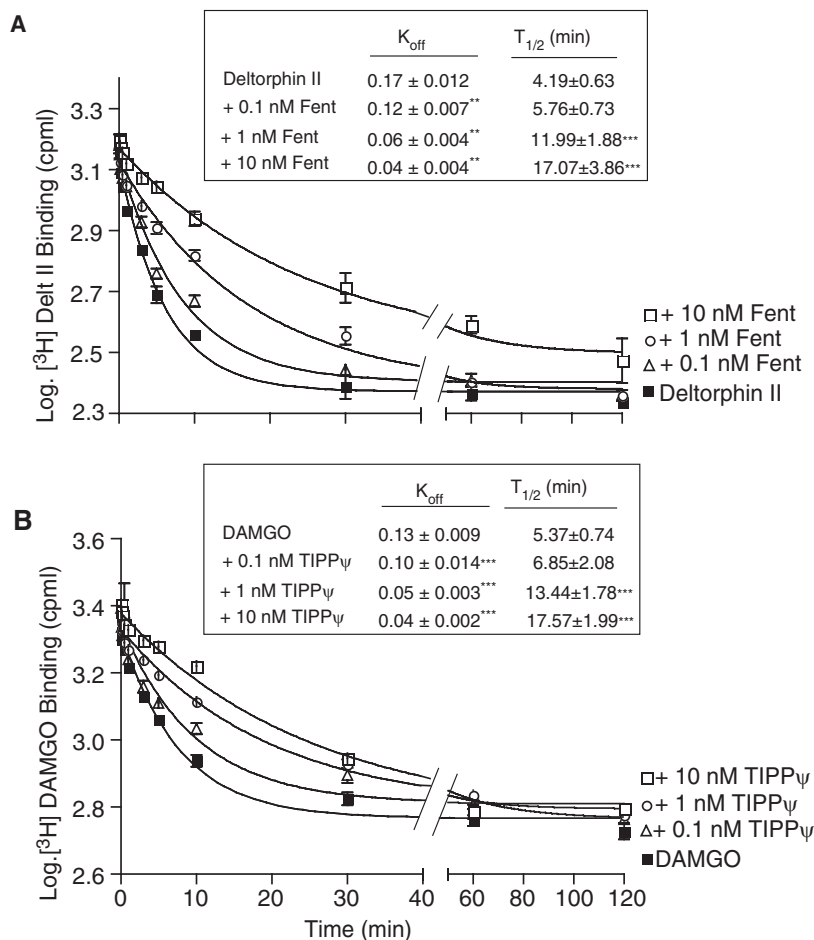 A
K_off T_1/2 (min)
Deltorphin II 0.17 ± 0.012 4.19±0.63
+ 0.1 nM Fent 0.12 ± 0.007** 5.76±0.73
+ 1 nM Fent 0.06 ± 0.004** 11.99±1.88***
+ 10 nM Fent 0.04 ± 0.004** 17.07±3.86***
Log. [³H] Delt II Binding (cpml)
3.3
3.1
2.9
2.7
2.5
2.3
+ 10 nM Fent
+ 1 nM Fent
+ 0.1 nM Fent
Deltorphin II
B
K_off T_1/2 (min)
DAMGO 0.13 ± 0.009 5.37±0.74
+ 0.1 nM TIPPψ 0.10 ± 0.014*** 6.85±2.08
+ 1 nM TIPPψ 0.05 ± 0.003*** 13.44±1.78***
+ 10 nM TIPPψ 0.04 ± 0.002*** 17.57±1.99***
Log.[³H] DAMGO Binding (cpml)
3.6
3.4
3.2
3.0
2.8
2.6
+ 10 nM TIPPψ
+ 1 nM TIPPψ
+ 0.1 nM TIPPψ
DAMGO
0 10 20 30 40 60 80 100 120
Time (min)